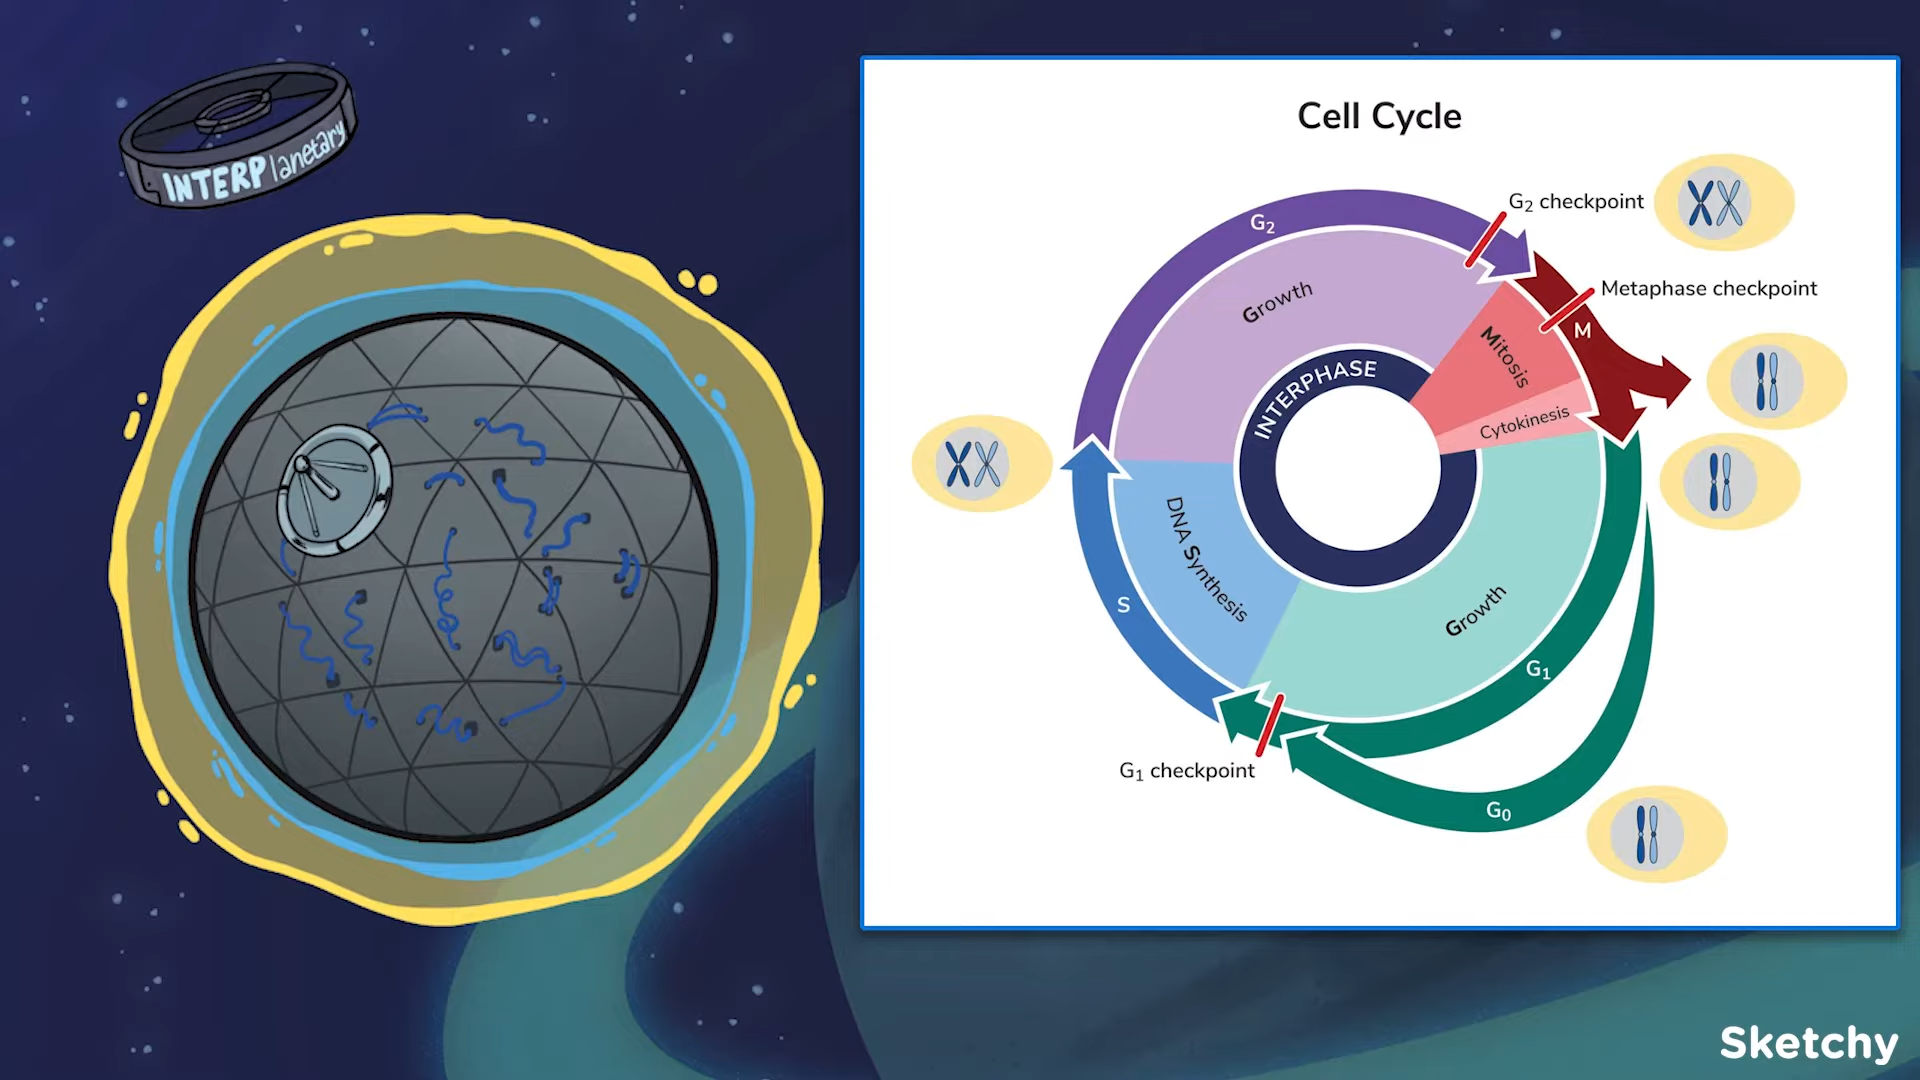 INTERPlanetary
Cell Cycle
G₂ checkpoint
G₂
Metaphase checkpoint
Growth
M
Mitosis
INTERPHASE
Cytokinesis
DNA Synthesis
S
Growth
G₁
G₁ checkpoint
G₀
Sketchy